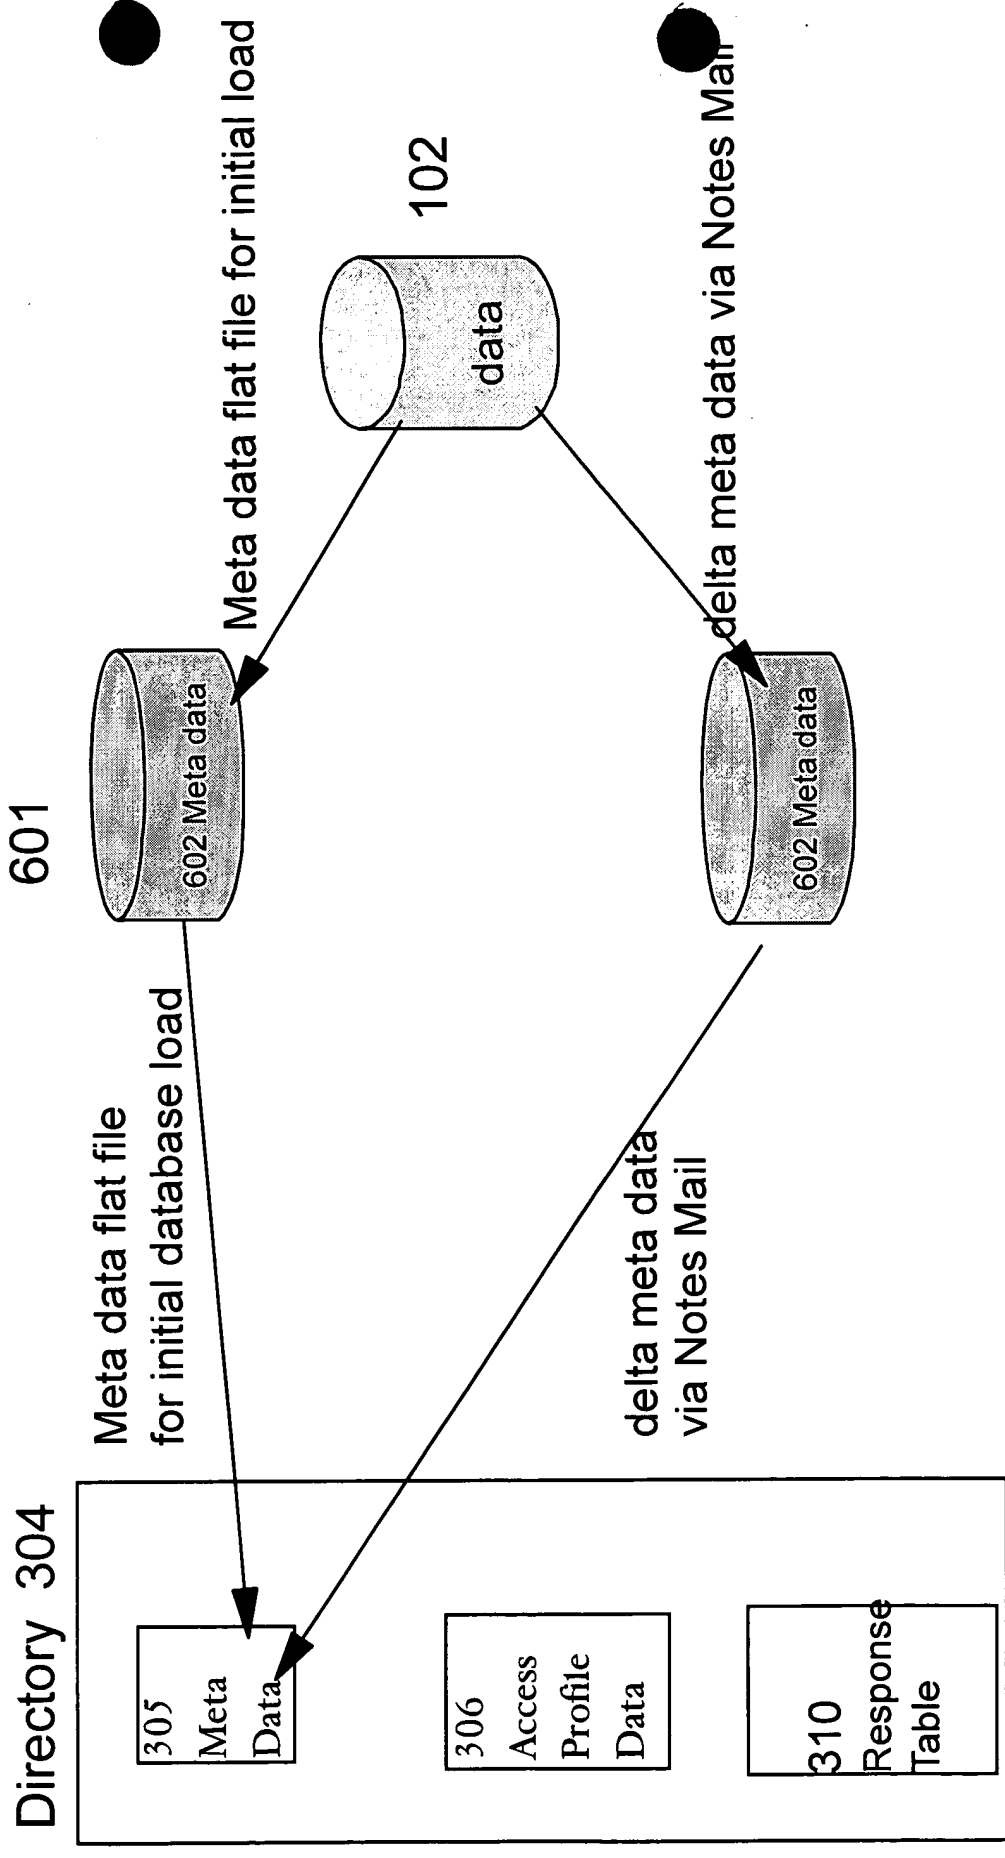 Directory 304
305
Meta
Data
306
Access
Profile
Data
310
Response
Table
Meta data flat file
for initial database load
delta meta data
via Notes Mail
601
602 Meta data
602 Meta data
Meta data flat file for initial load
102
data
delta meta data via Notes Mail